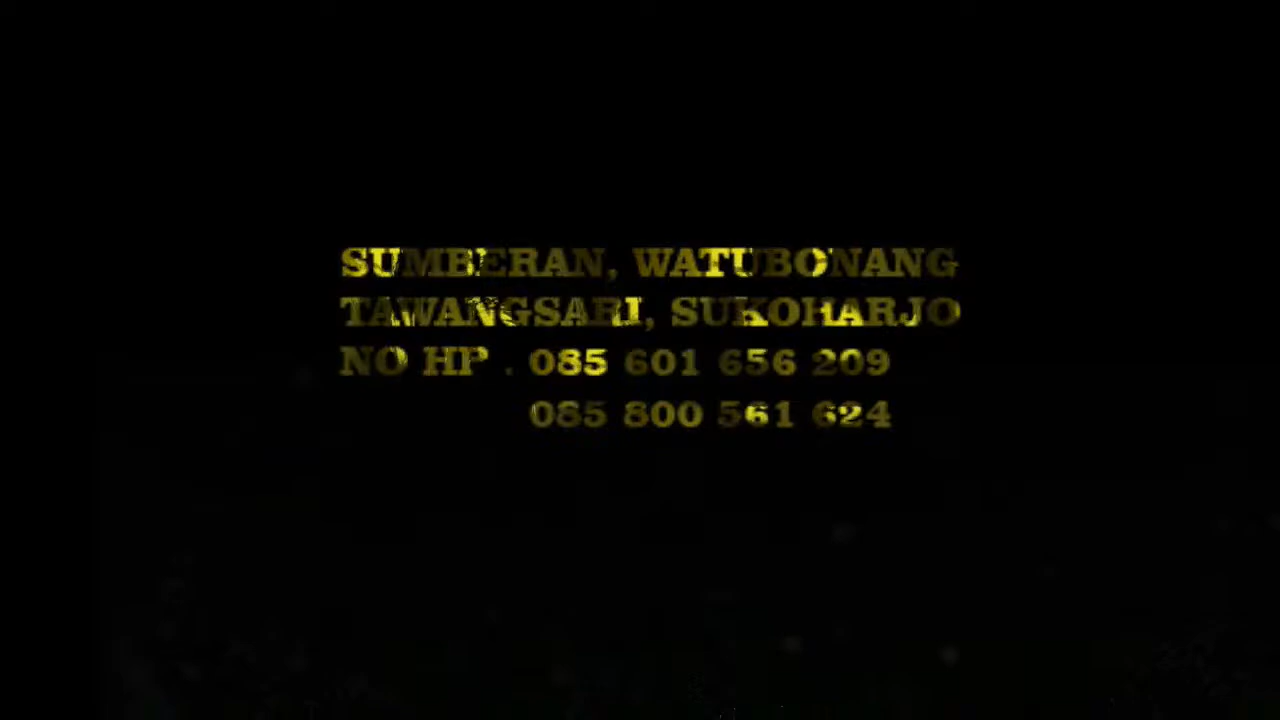 SUMBERAN, WATUBONANG
TAWANGSARI, SUKOHARJO
NO HP . 085 601 656 209
085 800 561 624